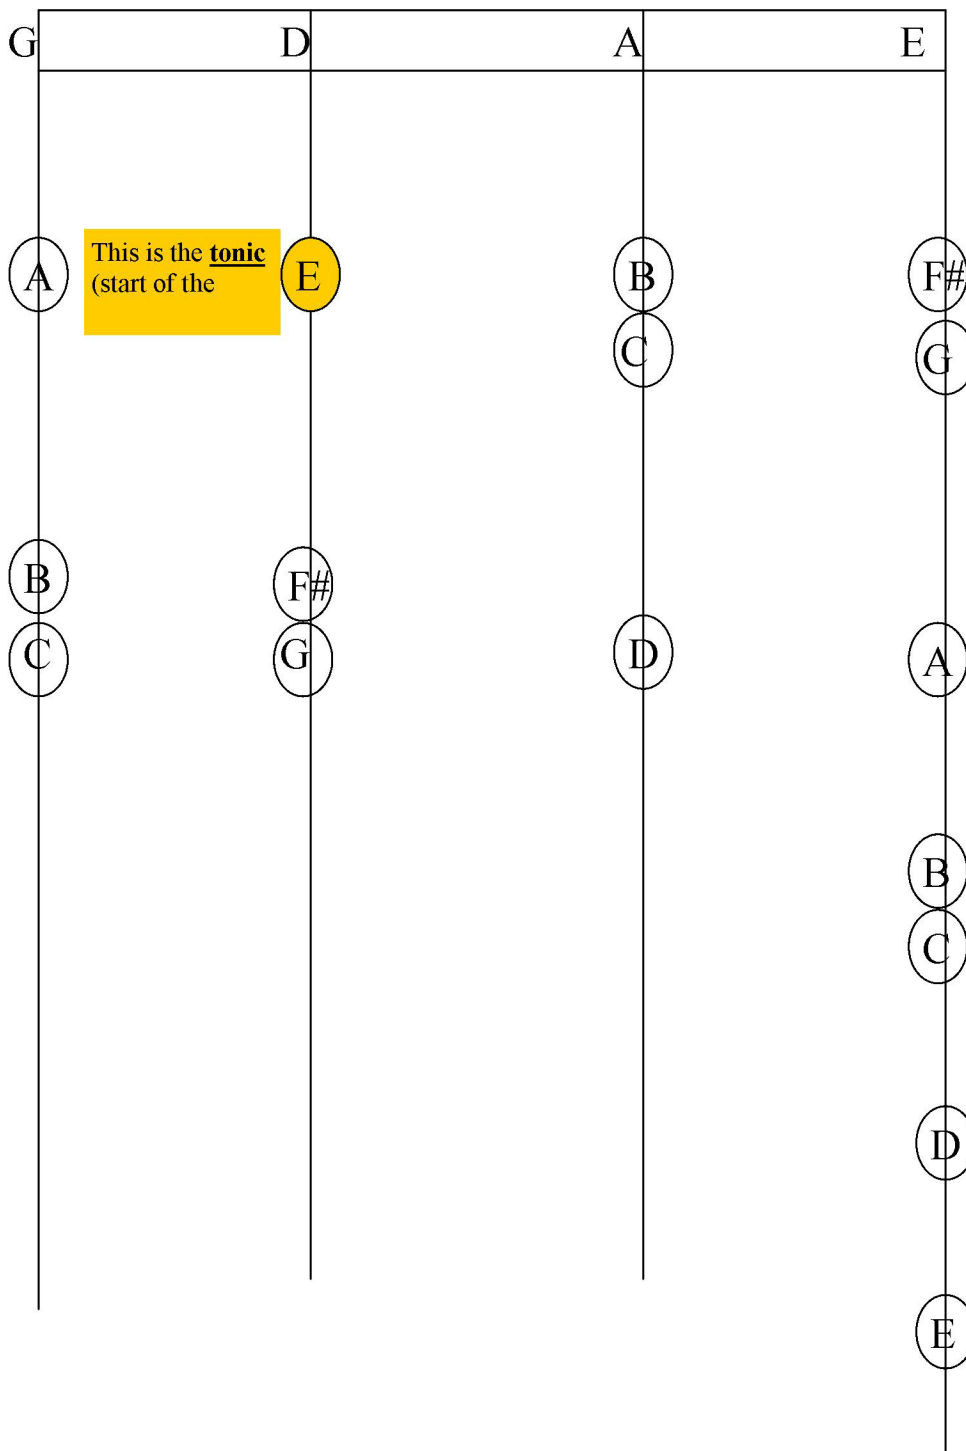 G D A E
This is the tonic
(start of the
A E B F#
C G
B F#
C G D A
B
C
D
E